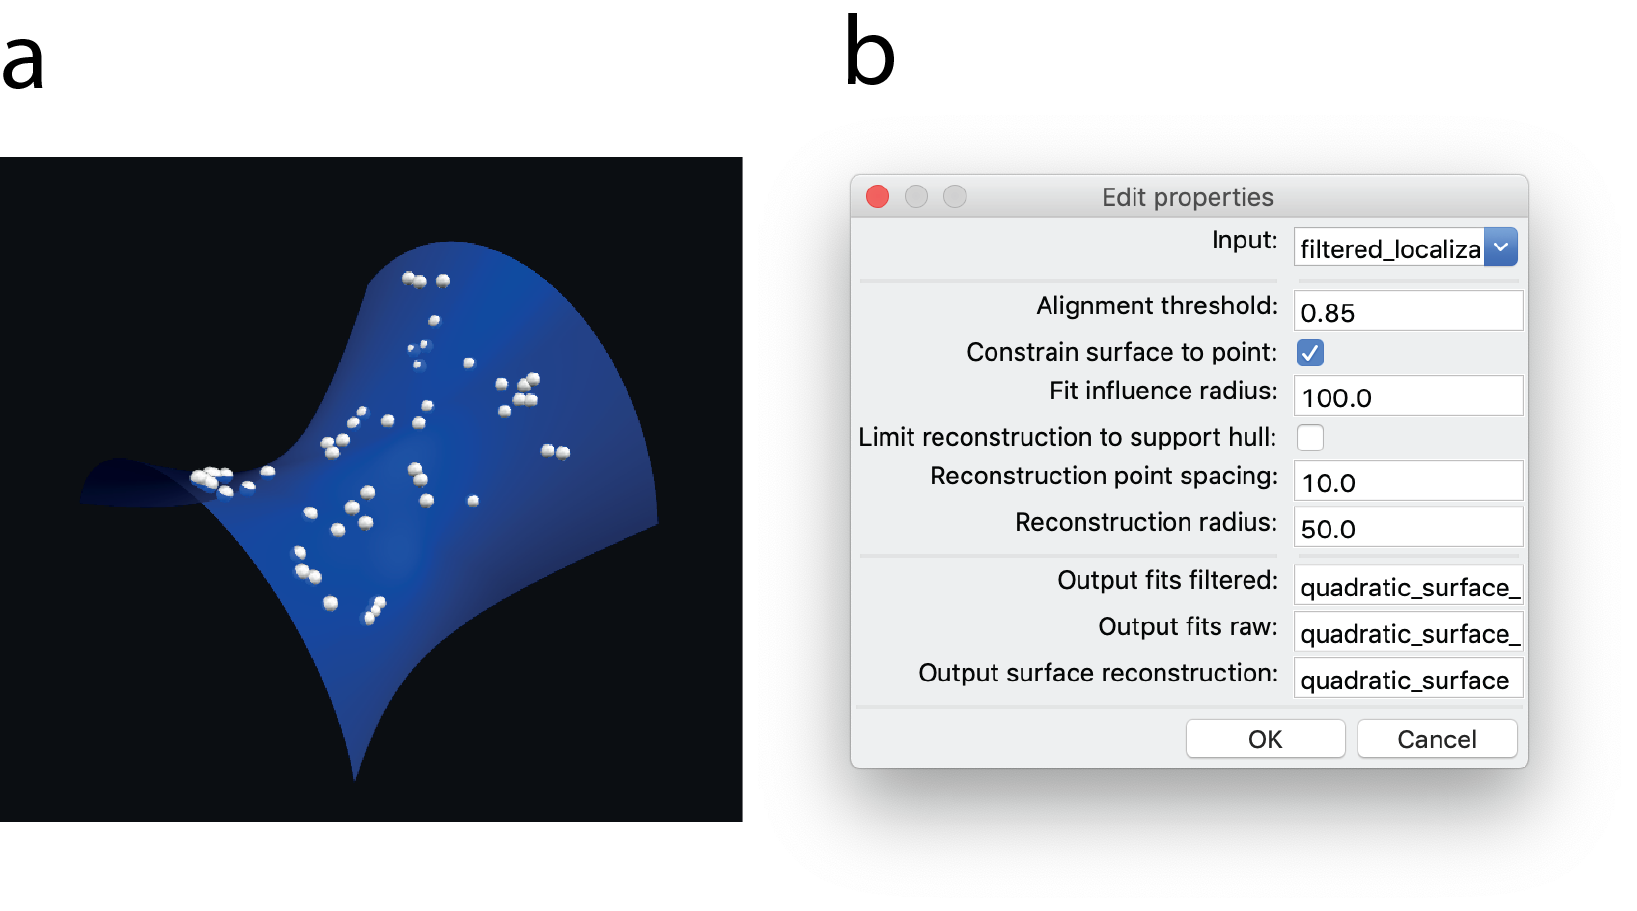 a
b
Edit properties
Input: filtered_localiza
Alignment threshold: 0.85
Constrain surface to point:
Fit influence radius: 100.0
Limit reconstruction to support hull:
Reconstruction point spacing: 10.0
Reconstruction radius: 50.0
Output fits filtered: quadratic_surface_
Output fits raw: quadratic_surface_
Output surface reconstruction: quadratic_surface
OK Cancel